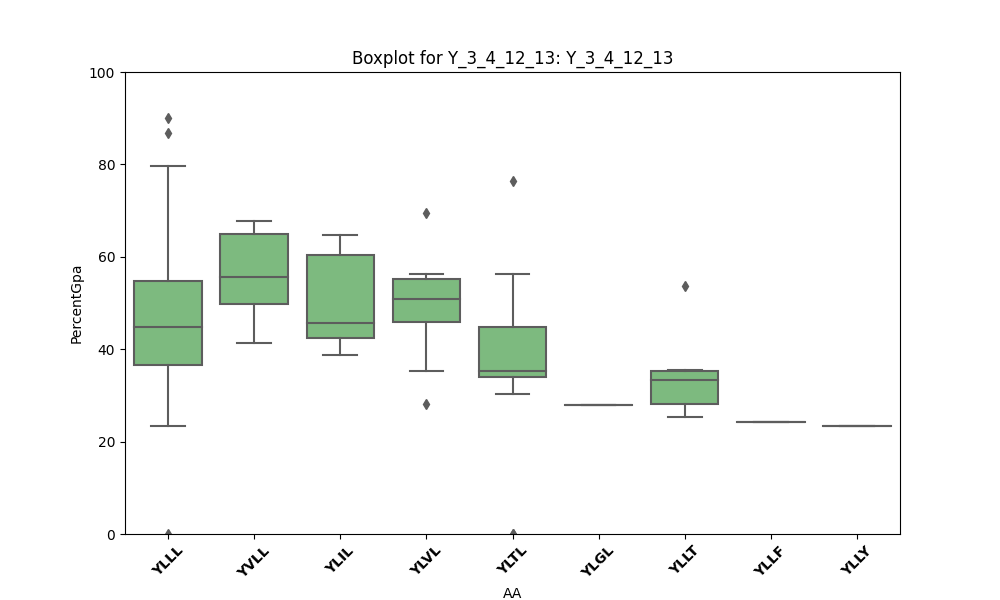 Boxplot for Y_3_4_12_13: Y_3_4_12_13
100
80
60
40
20
0
PercentGpa
YLLL
YVLL
YLIL
YLVL
YLTL
YLGL
YLLT
YLLF
YLLY
AA